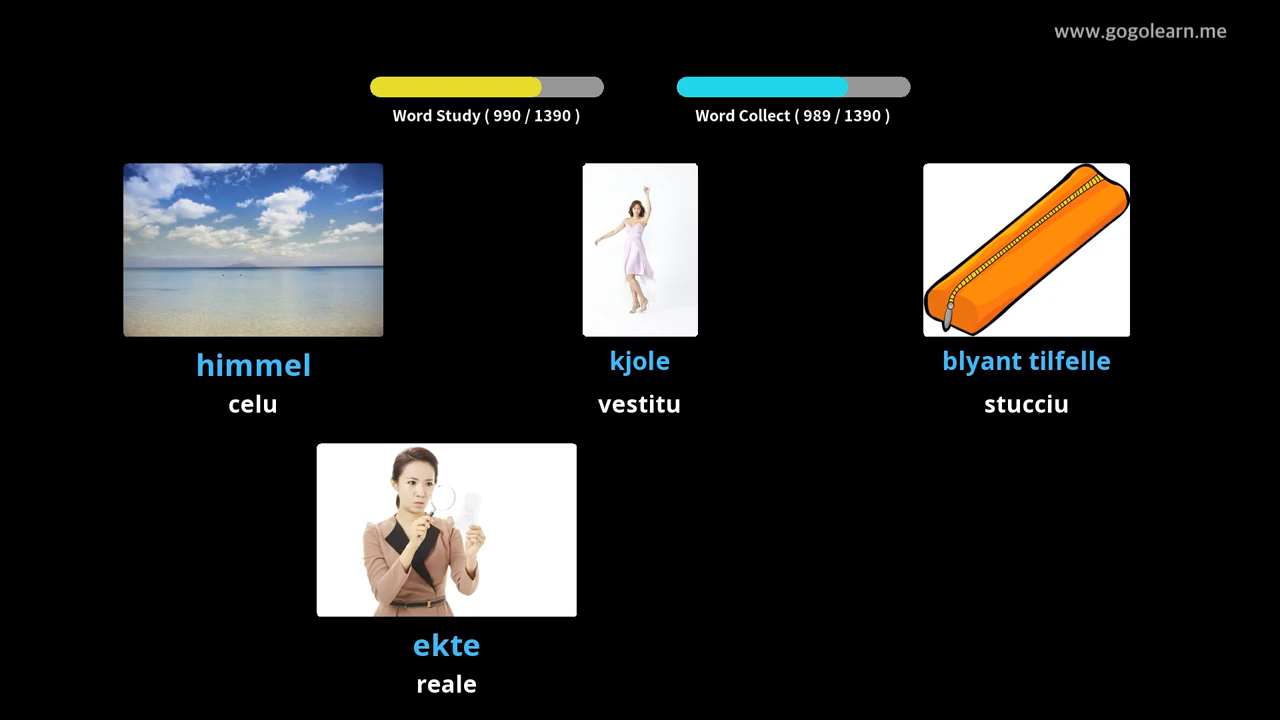 www.gogolearn.me
Word Study ( 990 / 1390 )
Word Collect ( 989 / 1390 )
himmel
celu
kjole
vestitu
blyant tilfelle
stucciu
ekte
reale